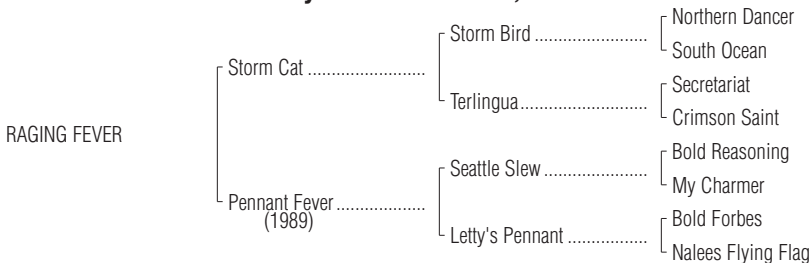 Northern Dancer
Storm Bird ......................
South Ocean
Storm Cat .........................
Secretariat
Terlingua...........................
Crimson Saint
RAGING FEVER
Bold Reasoning
Seattle Slew ......................
My Charmer
Pennant Fever...................
(1989)
Bold Forbes
Letty's Pennant .................
Nalees Flying Flag